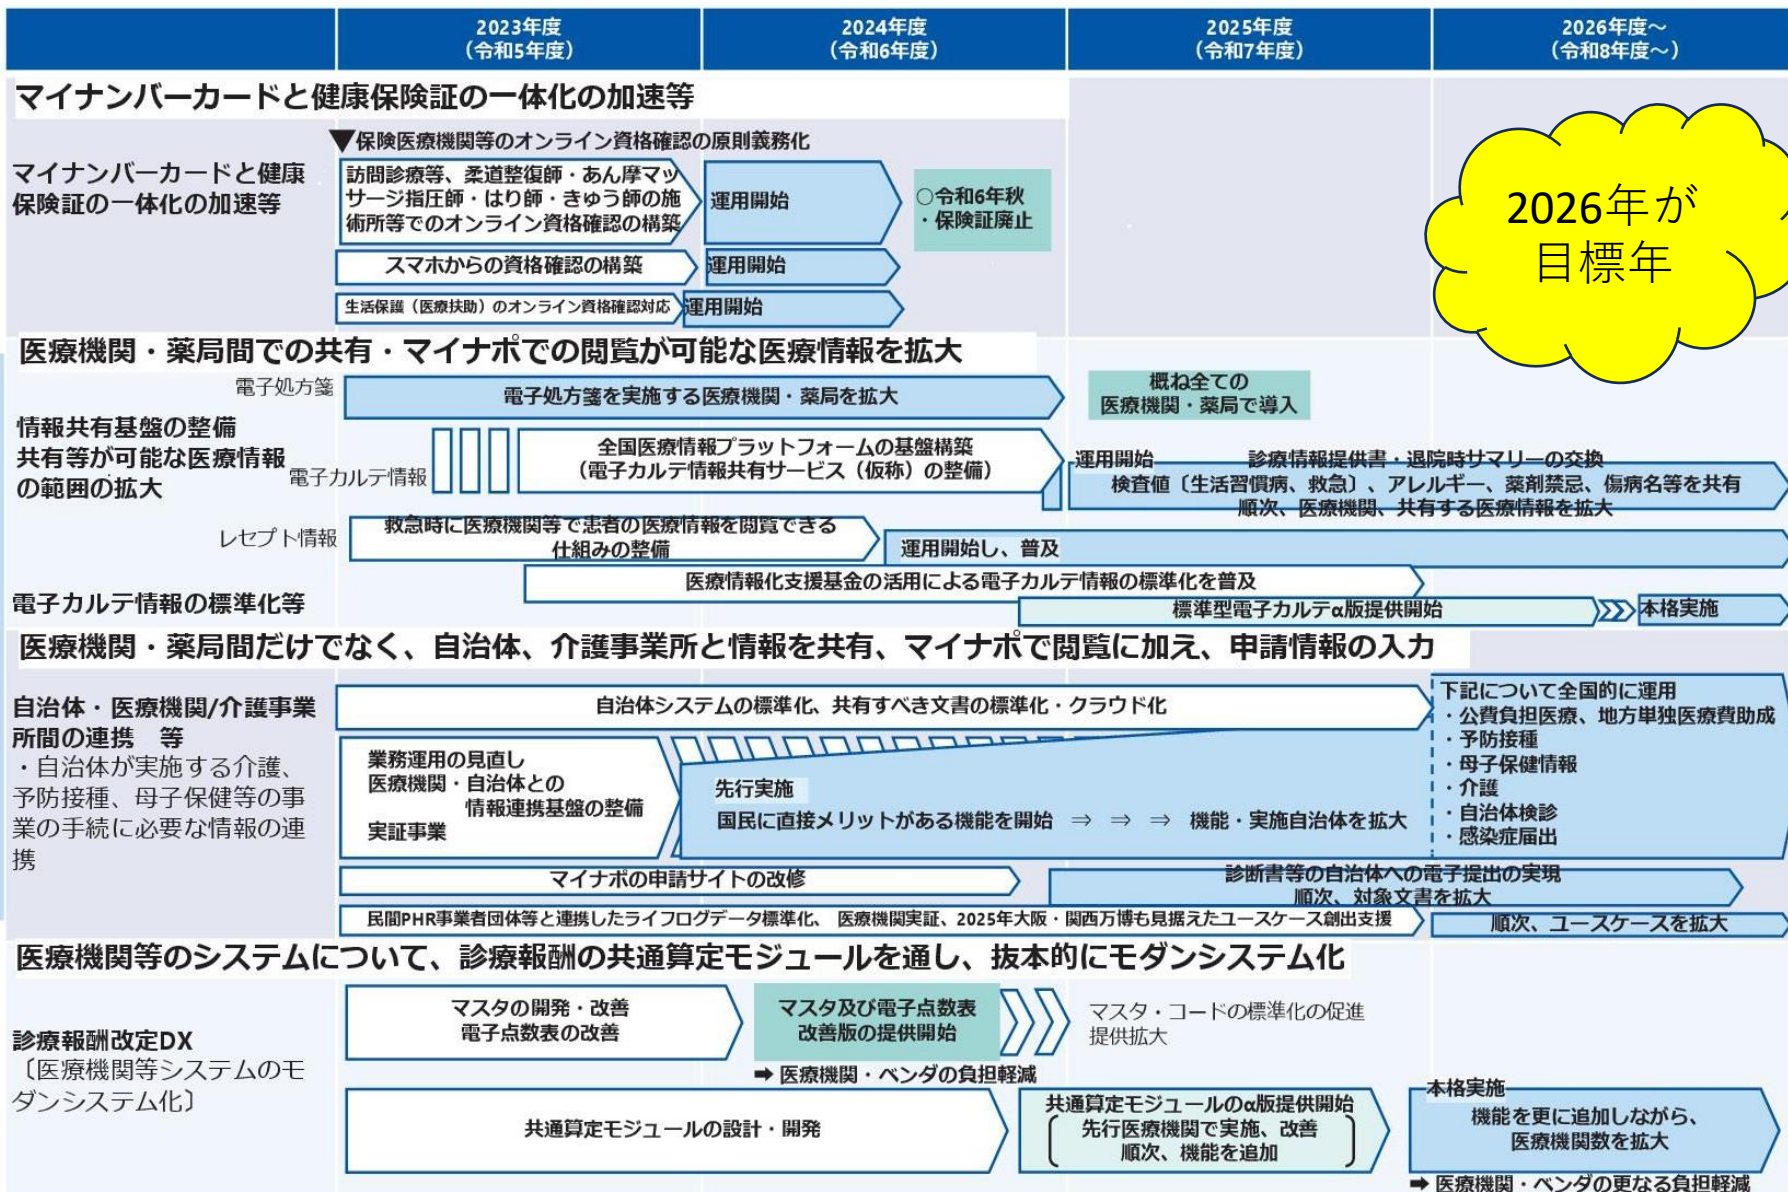 2023年度
(令和5年度)
2024年度
(令和6年度)
2025年度
(令和7年度)
2026年度～
(令和8年度～)
マイナンバーカードと健康保険証の一体化の加速等
▼保険医療機関等のオンライン資格確認の原則義務化
マイナンバーカードと健康
保険証の一体化の加速等
訪問診療等、柔道整復師・あん摩マッ
サージ指圧師・はり師・きゅう師の施
術所等でのオンライン資格確認の構築
運用開始
○令和6年秋
・保険証廃止
スマホからの資格確認の構築
運用開始
生活保護（医療扶助）のオンライン資格確認対応
運用開始
2026年が
目標年
医療機関・薬局間での共有・マイナポでの閲覧が可能な医療情報を拡大
電子処方箋
電子処方箋を実施する医療機関・薬局を拡大
概ね全ての
医療機関・薬局で導入
情報共有基盤の整備
共有等が可能な医療情報
の範囲の拡大
電子カルテ情報
全国医療情報プラットフォームの基盤構築
（電子カルテ情報共有サービス（仮称）の整備）
運用開始
診療情報提供書・退院時サマリーの交換
検査値〔生活習慣病、救急〕、アレルギー、薬剤禁忌、傷病名等を共有
順次、医療機関、共有する医療情報を拡大
レセプト情報
救急時に医療機関等で患者の医療情報を閲覧できる
仕組みの整備
運用開始し、普及
医療情報化支援基金の活用による電子カルテ情報の標準化を普及
電子カルテ情報の標準化等
標準型電子カルテα版提供開始
本格実施
医療機関・薬局間だけでなく、自治体、介護事業所と情報を共有、マイナポで閲覧に加え、申請情報の入力
自治体・医療機関/介護事業
所間の連携　等
・自治体が実施する介護、
予防接種、母子保健等の事
業の手続に必要な情報の連
携
自治体システムの標準化、共有すべき文書の標準化・クラウド化
業務運用の見直し
医療機関・自治体との
情報連携基盤の整備
実証事業
先行実施
国民に直接メリットがある機能を開始　⇒　⇒　⇒　機能・実施自治体を拡大
下記について全国的に運用
・公費負担医療、地方単独医療費助成
・予防接種
・母子保健情報
・介護
・自治体検診
・感染症届出
マイナポの申請サイトの改修
診断書等の自治体への電子提出の実現
順次、対象文書を拡大
民間PHR事業者団体等と連携したライフログデータ標準化、 医療機関実証、2025年大阪・関西万博も見据えたユースケース創出支援
順次、ユースケースを拡大
医療機関等のシステムについて、診療報酬の共通算定モジュールを通し、抜本的にモダンシステム化
診療報酬改定DX
〔医療機関等システムのモ
ダンシステム化〕
マスタの開発・改善
電子点数表の改善
マスタ及び電子点数表
改善版の提供開始
マスタ・コードの標準化の促進
提供拡大
➡ 医療機関・ベンダの負担軽減
共通算定モジュールの設計・開発
共通算定モジュールのα版提供開始
先行医療機関で実施、改善
順次、機能を追加
本格実施
機能を更に追加しながら、
医療機関数を拡大
➡ 医療機関・ベンダの更なる負担軽減